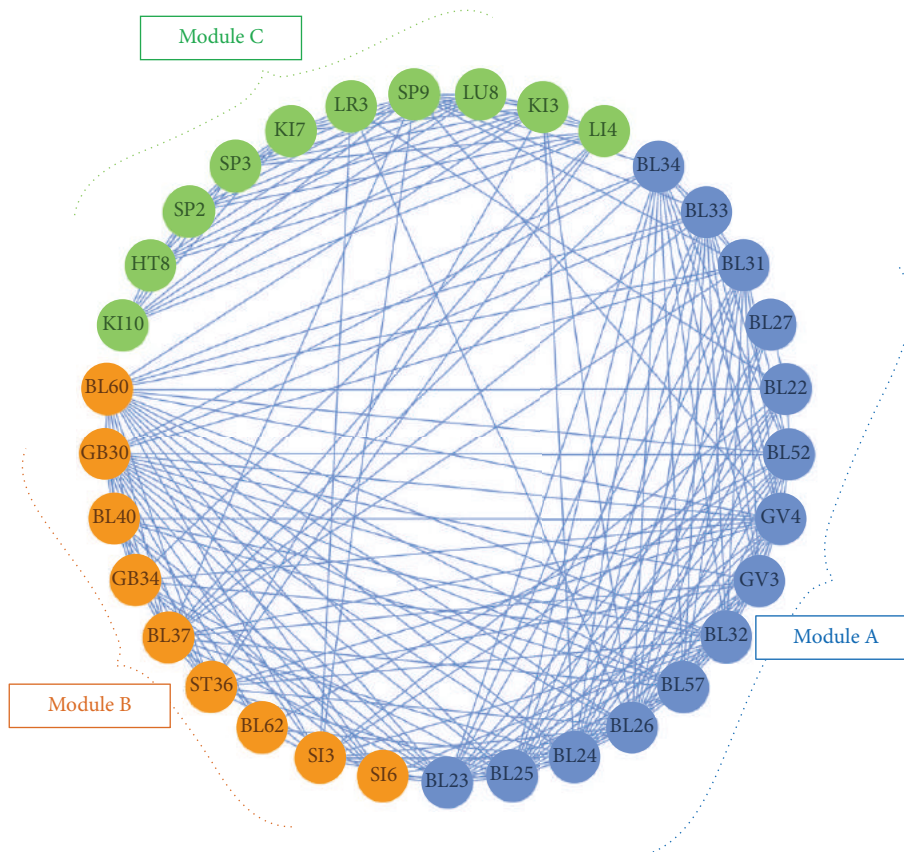 Module C
SP9
LU8
LR3
KI3
KI7
LI4
SP3
BL34
SP2
BL33
HT8
BL31
KI10
BL27
BL60
BL22
GB30
BL52
BL40
GV4
GB34
GV3
BL37
BL32
Module A
ST36
BL57
Module B
BL62
BL26
SI3
BL24
SI6
BL23
BL25